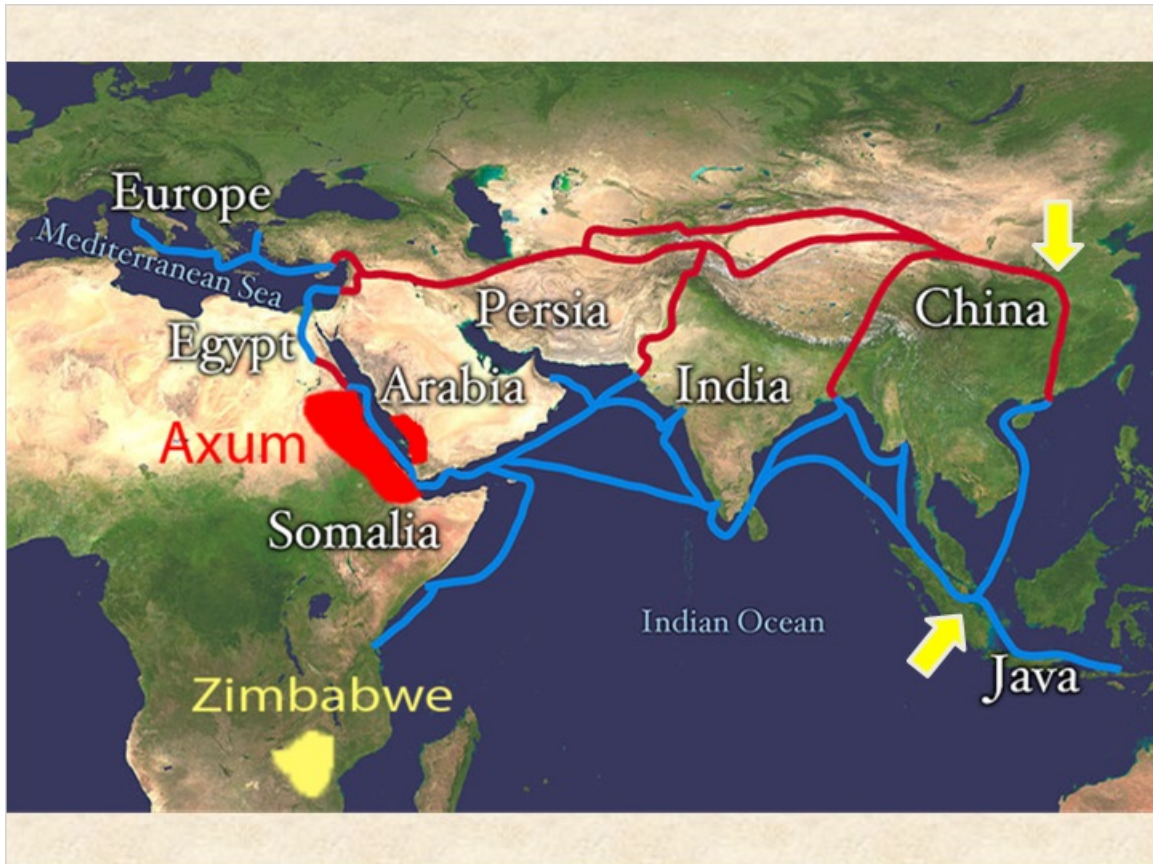 Europe
Mediterranean Sea
Persia
China
Egypt
Arabia
India
Axum
Somalia
Indian Ocean
Java
Zimbabwe